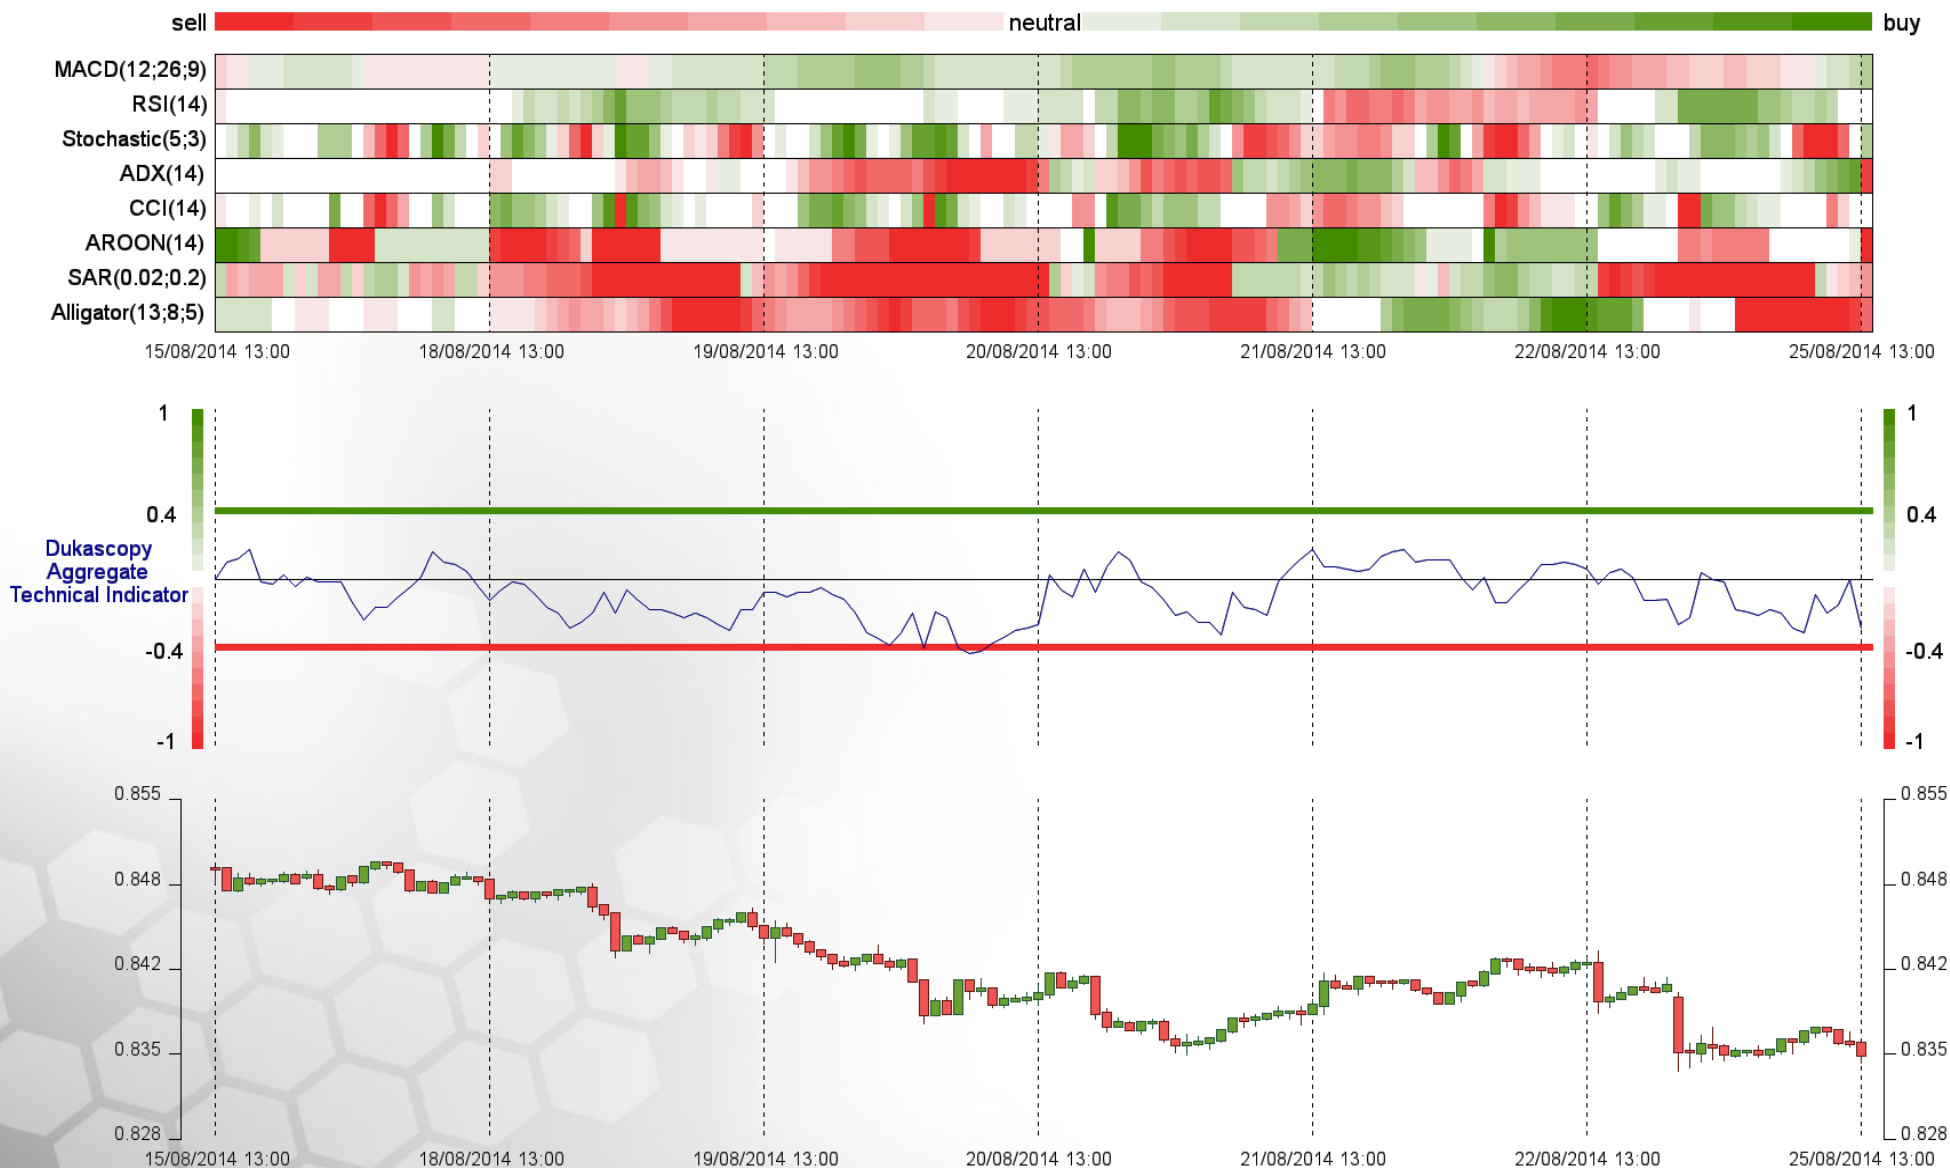 sell neutral buy
MACD(12;26;9)
RSI(14)
Stochastic(5;3)
ADX(14)
CCI(14)
AROON(14)
SAR(0.02;0.2)
Alligator(13;8;5)
15/08/2014 13:00 18/08/2014 13:00 19/08/2014 13:00 20/08/2014 13:00 21/08/2014 13:00 22/08/2014 13:00 25/08/2014 13:00
1 1
0.4 0.4
Dukascopy
Aggregate
Technical Indicator
-0.4 -0.4
-1 -1
0.855 0.855
0.848 0.848
0.842 0.842
0.835 0.835
0.828 0.828
15/08/2014 13:00 18/08/2014 13:00 19/08/2014 13:00 20/08/2014 13:00 21/08/2014 13:00 22/08/2014 13:00 25/08/2014 13:00